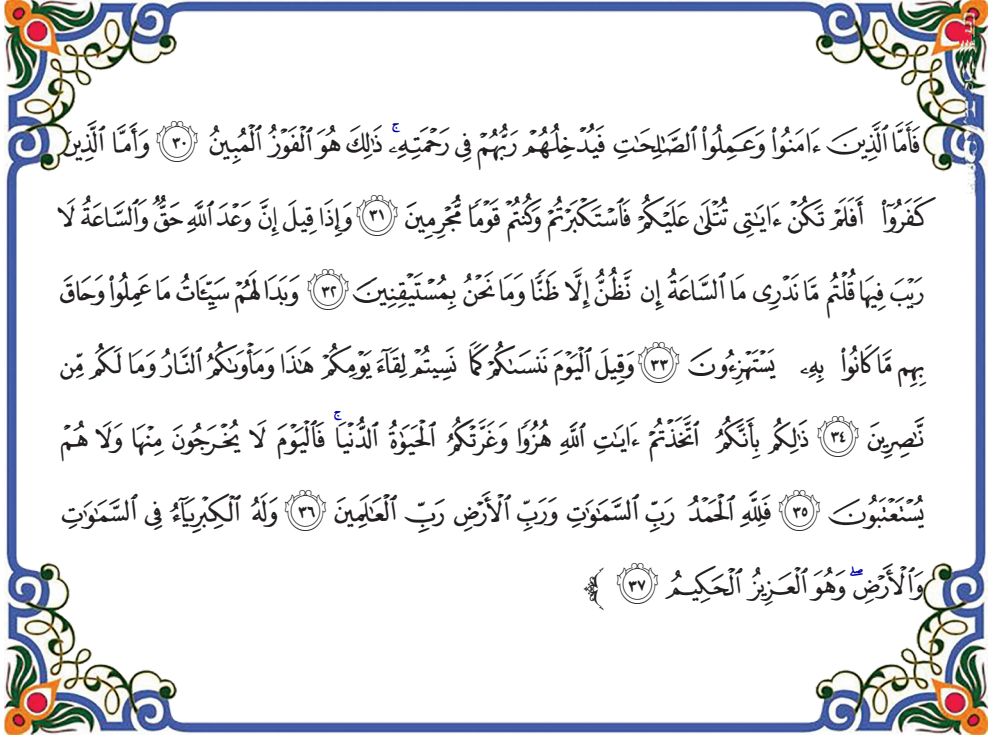 فَأَمَّا ٱلَّذِينَ ءَامَنُوا۟ وَعَمِلُوا۟ ٱلصَّـٰلِحَـٰتِ فَيُدْخِلُهُمْ رَبُّهُمْ فِى رَحْمَتِهِۦ ۚ ذَٰلِكَ هُوَ ٱلْفَوْزُ ٱلْمُبِينُ ٣٠ وَأَمَّا ٱلَّذِينَ
كَفَرُوٓا۟ أَفَلَمْ تَكُنْ ءَايَـٰتِى تُتْلَىٰ عَلَيْكُمْ فَٱسْتَكْبَرْتُمْ وَكُنتُمْ قَوْمًا مُّجْرِمِينَ ٣١ وَإِذَا قِيلَ إِنَّ وَعْدَ ٱللَّهِ حَقٌّ وَٱلسَّاعَةُ لَا
رَيْبَ فِيهَا قُلْتُم مَّا نَدْرِى مَا ٱلسَّاعَةُ إِن نَّظُنُّ إِلَّا ظَنًّا وَمَا نَحْنُ بِمُسْتَيْقِنِينَ ٣٢ وَبَدَا لَهُمْ سَيِّـَٔاتُ مَا عَمِلُوا۟ وَحَاقَ
بِهِم مَّا كَانُوا۟ بِهِۦ يَسْتَهْزِءُونَ ٣٣ وَقِيلَ ٱلْيَوْمَ نَنسَىٰكُمْ كَمَا نَسِيتُمْ لِقَآءَ يَوْمِكُمْ هَـٰذَا وَمَأْوَىٰكُمُ ٱلنَّارُ وَمَا لَكُم مِّن
نَّـٰصِرِينَ ٣٤ ذَٰلِكُم بِأَنَّكُمُ ٱتَّخَذْتُمْ ءَايَـٰتِ ٱللَّهِ هُزُوًا وَغَرَّتْكُمُ ٱلْحَيَوٰةُ ٱلدُّنْيَا ۚ فَٱلْيَوْمَ لَا يُخْرَجُونَ مِنْهَا وَلَا هُمْ
يُسْتَعْتَبُونَ ٣٥ فَلِلَّهِ ٱلْحَمْدُ رَبِّ ٱلسَّمَـٰوَٰتِ وَرَبِّ ٱلْأَرْضِ رَبِّ ٱلْعَـٰلَمِينَ ٣٦ وَلَهُ ٱلْكِبْرِيَآءُ فِى ٱلسَّمَـٰوَٰتِ
وَٱلْأَرْضِ ۖ وَهُوَ ٱلْعَزِيزُ ٱلْحَكِيمُ ٣٧ ﴾